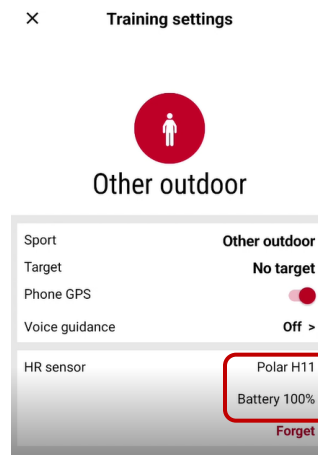 × Training settings
Other outdoor
Sport Other outdoor
Target No target
Phone GPS
Voice guidance Off >
HR sensor Polar H11
Battery 100%
Forget